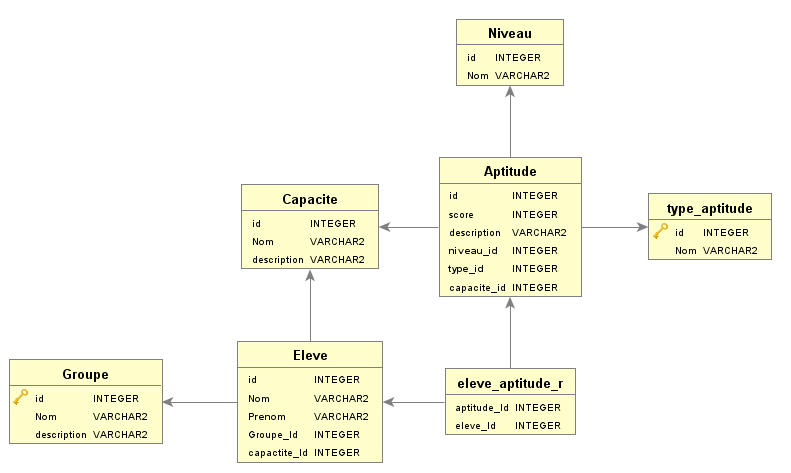 Niveau
id INTEGER
Nom VARCHAR2
Aptitude
id INTEGER
score INTEGER
description VARCHAR2
niveau_id INTEGER
type_id INTEGER
capacite_id INTEGER
Capacite
id INTEGER
Nom VARCHAR2
description VARCHAR2
type_aptitude
id INTEGER
Nom VARCHAR2
Eleve
id INTEGER
Nom VARCHAR2
Prenom VARCHAR2
Groupe_Id INTEGER
capactite_Id INTEGER
Groupe
id INTEGER
Nom VARCHAR2
description VARCHAR2
eleve_aptitude_r
aptitude_Id INTEGER
eleve_Id INTEGER